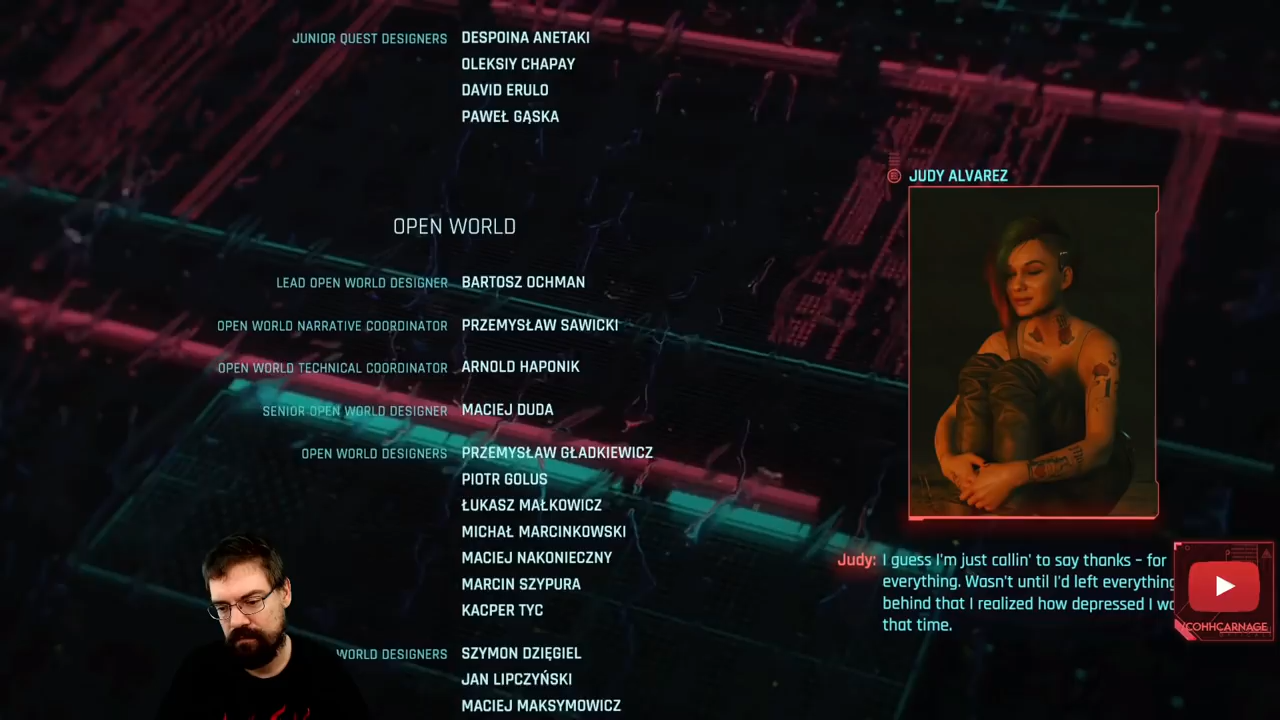 JUNIOR QUEST DESIGNERS DESPOINA ANETAKI
OLEKSIY CHAPAY
DAVID ERULO
PAWEŁ GĄSKA
OPEN WORLD
LEAD OPEN WORLD DESIGNER BARTOSZ OCHMAN
OPEN WORLD NARRATIVE COORDINATOR PRZEMYSŁAW SAWICKI
OPEN WORLD TECHNICAL COORDINATOR ARNOLD HAPONIK
SENIOR OPEN WORLD DESIGNER MACIEJ DUDA
OPEN WORLD DESIGNERS PRZEMYSŁAW GŁADKIEWICZ
PIOTR GOLUS
ŁUKASZ MAŁKOWICZ
MICHAŁ MARCINKOWSKI
MACIEJ NAKONIECZNY
MARCIN SZYPURA
KACPER TYC
WORLD DESIGNERS SZYMON DZIĘGIEL
JAN LIPCZYŃSKI
MACIEJ MAKSYMOWICZ
JUDY ALVAREZ
Judy: I guess I'm just callin' to say thanks – for
everything. Wasn't until I'd left everything
behind that I realized how depressed I
that time.
/COHHCARNAGE